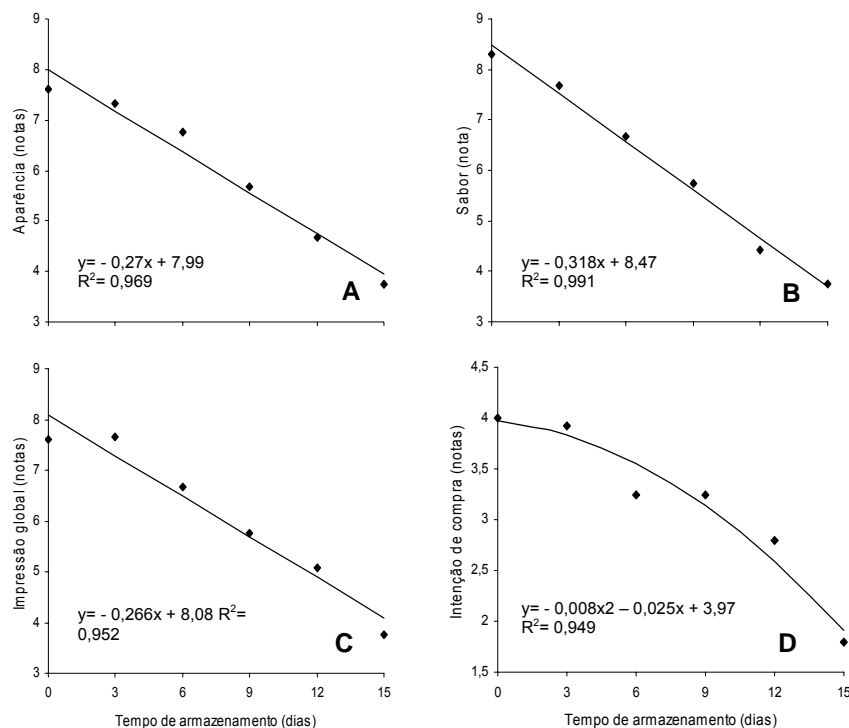 9
8
7
6
5
4
3
Aparência (notas)
y= - 0,27x + 7,99
R²= 0,969
A
9
8
7
6
5
4
3
Sabor (nota)
y= - 0,318x + 8,47
R²= 0,991
B
9
8
7
6
5
4
3
Impressão global (notas)
y= - 0,266x + 8,08 R²=
0,952
C
0 3 6 9 12 15
Tempo de armazenamento (dias)
4,5
4
3,5
3
2,5
2
1,5
Intenção de compra (notas)
y= - 0,008x2 – 0,025x + 3,97
R²= 0,949
D
0 3 6 9 12 15
Tempo de armazenamento (dias)